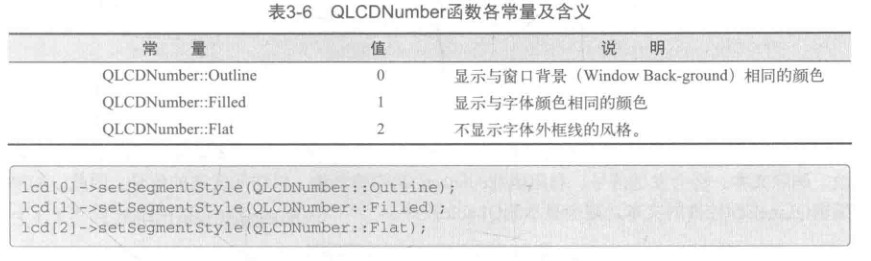 表3-6 QLCDNumber函数各常量及含义
常 量 值 说 明
QLCDNumber::Outline 0 显示与窗口背景（Window Back-ground）相同的颜色
QLCDNumber::Filled 1 显示与字体颜色相同的颜色
QLCDNumber::Flat 2 不显示字体外框线的风格。
lcd[0]->setSegmentStyle(QLCDNumber::Outline);
lcd[1]->setSegmentStyle(QLCDNumber::Filled);
lcd[2]->setSegmentStyle(QLCDNumber::Flat);